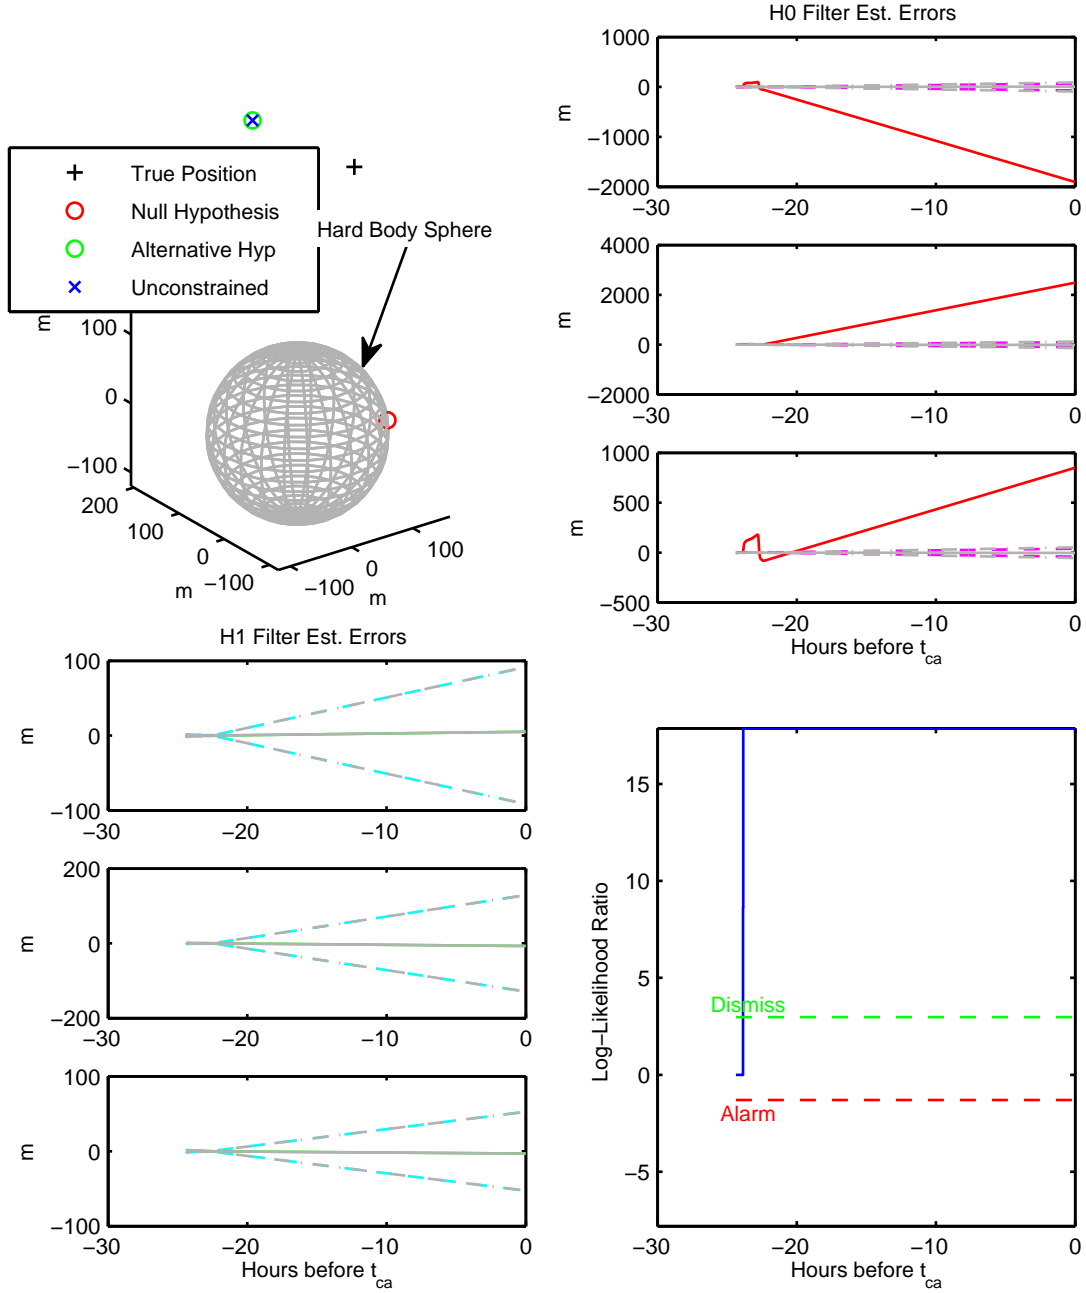 True Position
Null Hypothesis
Alternative Hyp
Unconstrained
Hard Body Sphere
m
100
0
−100
200
100
0
−100
m
−100
0
100
m
H0 Filter Est. Errors
1000
0
−1000
−2000
m
−30
−20
−10
0
4000
2000
0
−2000
m
−30
−20
−10
0
1000
500
0
−500
m
−30
−20
−10
0
Hours before t_ca
H1 Filter Est. Errors
100
0
−100
m
−30
−20
−10
0
200
0
−200
m
−30
−20
−10
0
100
0
−100
m
−30
−20
−10
0
Hours before t_ca
15
10
5
0
−5
Log−Likelihood Ratio
Dismiss
Alarm
−30
−20
−10
0
Hours before t_ca